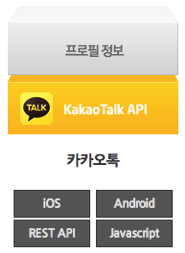 프로필 정보
TALK KakaoTalk API
카카오톡
iOS Android
REST API Javascript